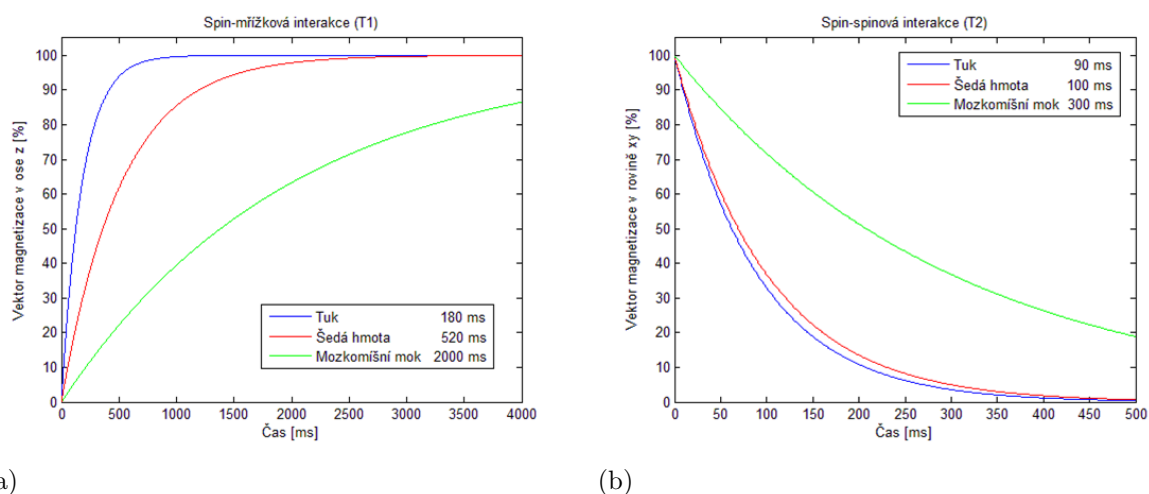 Spin-mřížková interakce (T1)
Vektor magnetizace v ose z [%]
100
90
80
70
60
50
40
30
20
10
0
Tuk 180 ms
Šedá hmota 520 ms
Mozkomíšní mok 2000 ms
0 500 1000 1500 2000 2500 3000 3500 4000
Čas [ms]
a)
Spin-spinová interakce (T2)
Vektor magnetizace v rovině xy [%]
100
90
80
70
60
50
40
30
20
10
0
Tuk 90 ms
Šedá hmota 100 ms
Mozkomíšní mok 300 ms
0 50 100 150 200 250 300 350 400 450 500
Čas [ms]
(b)